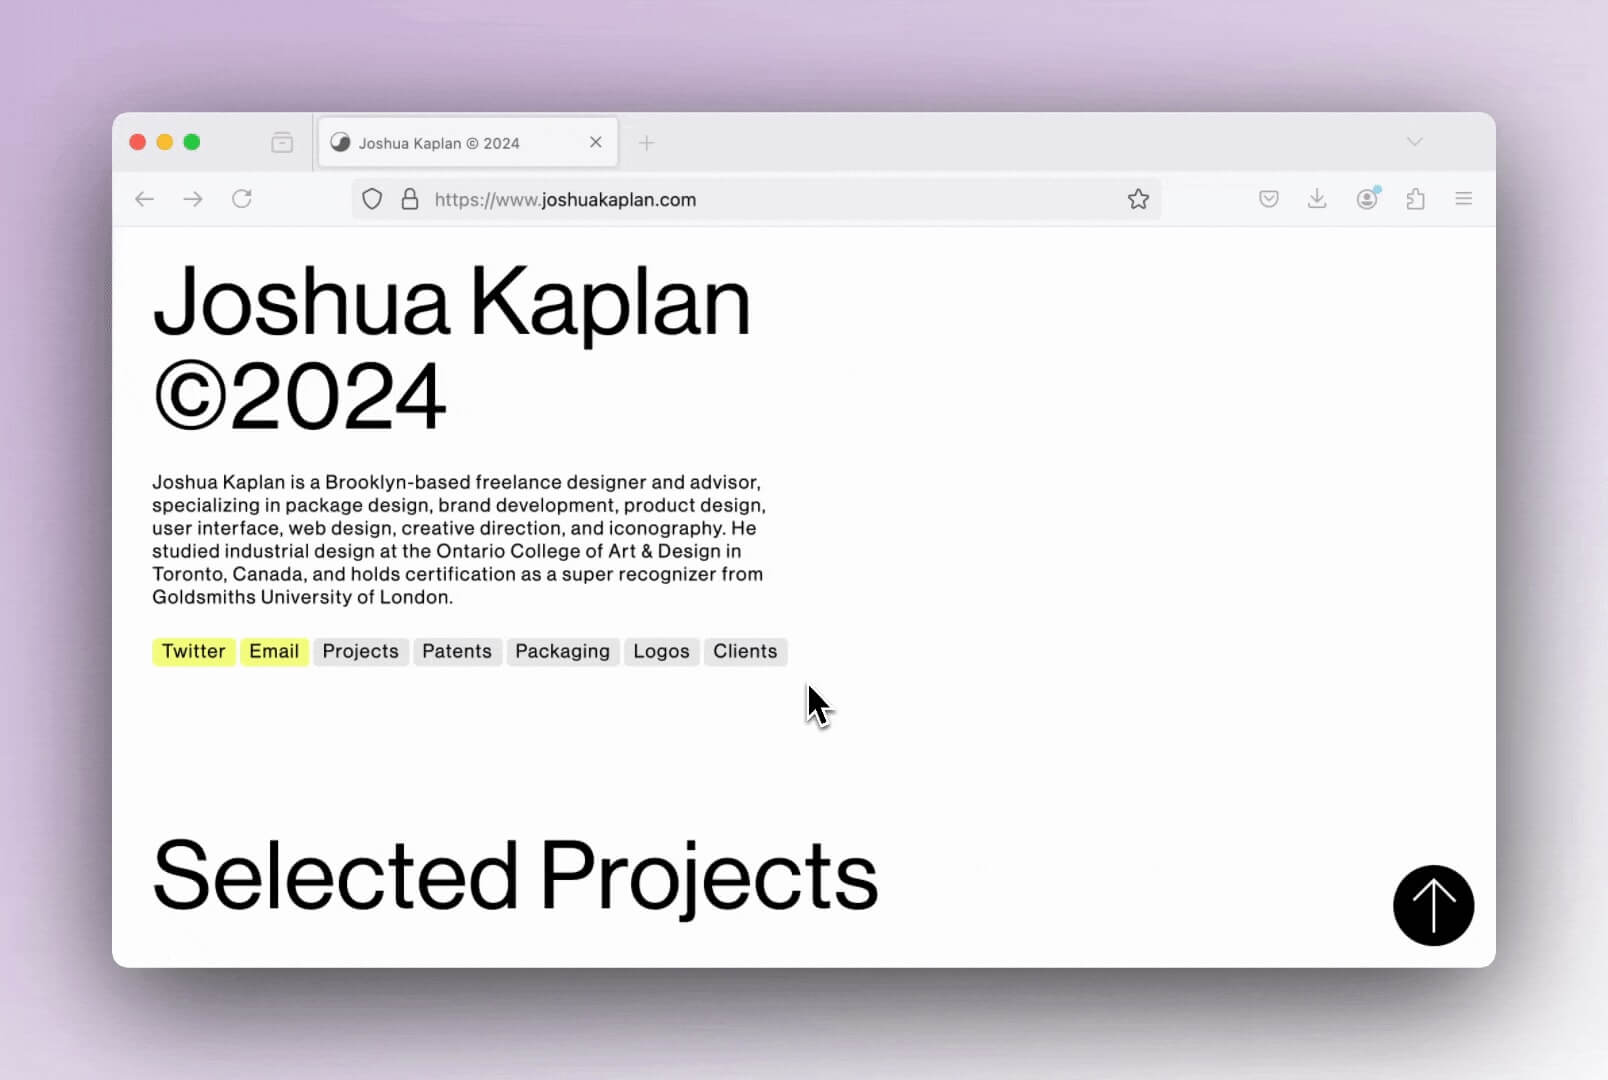 Joshua Kaplan © 2024
https://www.joshuakaplan.com
Joshua Kaplan
©2024
Joshua Kaplan is a Brooklyn-based freelance designer and advisor,
specializing in package design, brand development, product design,
user interface, web design, creative direction, and iconography. He
studied industrial design at the Ontario College of Art & Design in
Toronto, Canada, and holds certification as a super recognizer from
Goldsmiths University of London.
Twitter Email Projects Patents Packaging Logos Clients
Selected Projects